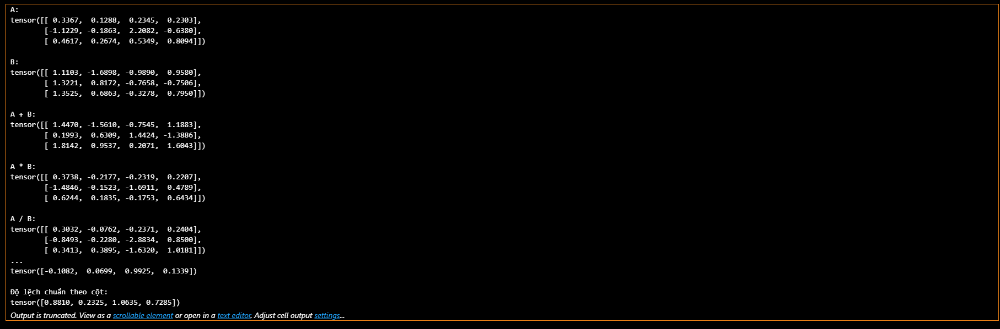 A:
tensor([[ 0.3367,  0.1288,  0.2345,  0.2303],
        [-1.1229, -0.1863,  2.2082, -0.6380],
        [ 0.4617,  0.2674,  0.5349,  0.8094]])

B:
tensor([[ 1.1103, -1.6898, -0.9890,  0.9580],
        [ 1.3221,  0.8172, -0.7658, -0.7506],
        [ 1.3525,  0.6863, -0.3278,  0.7950]])

A + B:
tensor([[ 1.4470, -1.5610, -0.7545,  1.1883],
        [ 0.1993,  0.6309,  1.4424, -1.3886],
        [ 1.8142,  0.9537,  0.2071,  1.6043]])

A * B:
tensor([[ 0.3738, -0.2177, -0.2319,  0.2207],
        [-1.4846, -0.1523, -1.6911,  0.4789],
        [ 0.6244,  0.1835, -0.1753,  0.6434]])

A / B:
tensor([[ 0.3032, -0.0762, -0.2371,  0.2404],
        [-0.8493, -0.2280, -2.8834,  0.8500],
        [ 0.3413,  0.3895, -1.6320,  1.0181]])
...
tensor([-0.1082,  0.0699,  0.9925,  0.1339])

Độ lệch chuẩn theo cột:
tensor([0.8810, 0.2325, 1.0635, 0.7285])
Output is truncated. View as a scrollable element or open in a text editor. Adjust cell output settings...